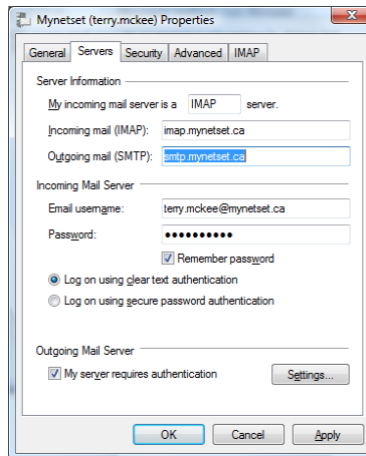 Mynetset (terry.mckee) Properties
General Servers Security Advanced IMAP
Server Information
My incoming mail server is a IMAP server.
Incoming mail (IMAP): imap.mynetset.ca
Outgoing mail (SMTP): smtp.mynetset.ca
Incoming Mail Server
Email username: terry.mckee@mynetset.ca
Password: ••••••••••
Remember password
Log on using clear text authentication
Log on using secure password authentication
Outgoing Mail Server
My server requires authentication Settings...
OK Cancel Apply